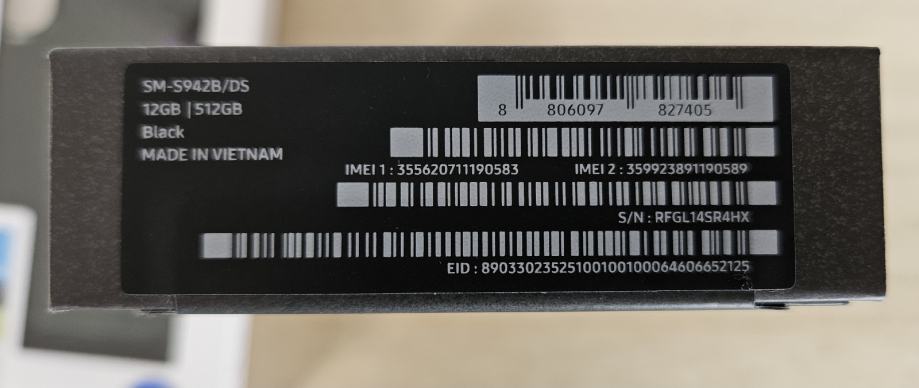 SM-S942B/DS
12GB | 512GB
Black
MADE IN VIETNAM
8 806097 827405
IMEI 1 : 355620711190583 IMEI 2 : 359923891190589
S/N : RFGL14SR4HX
EID : 89033023525100100100064606652125